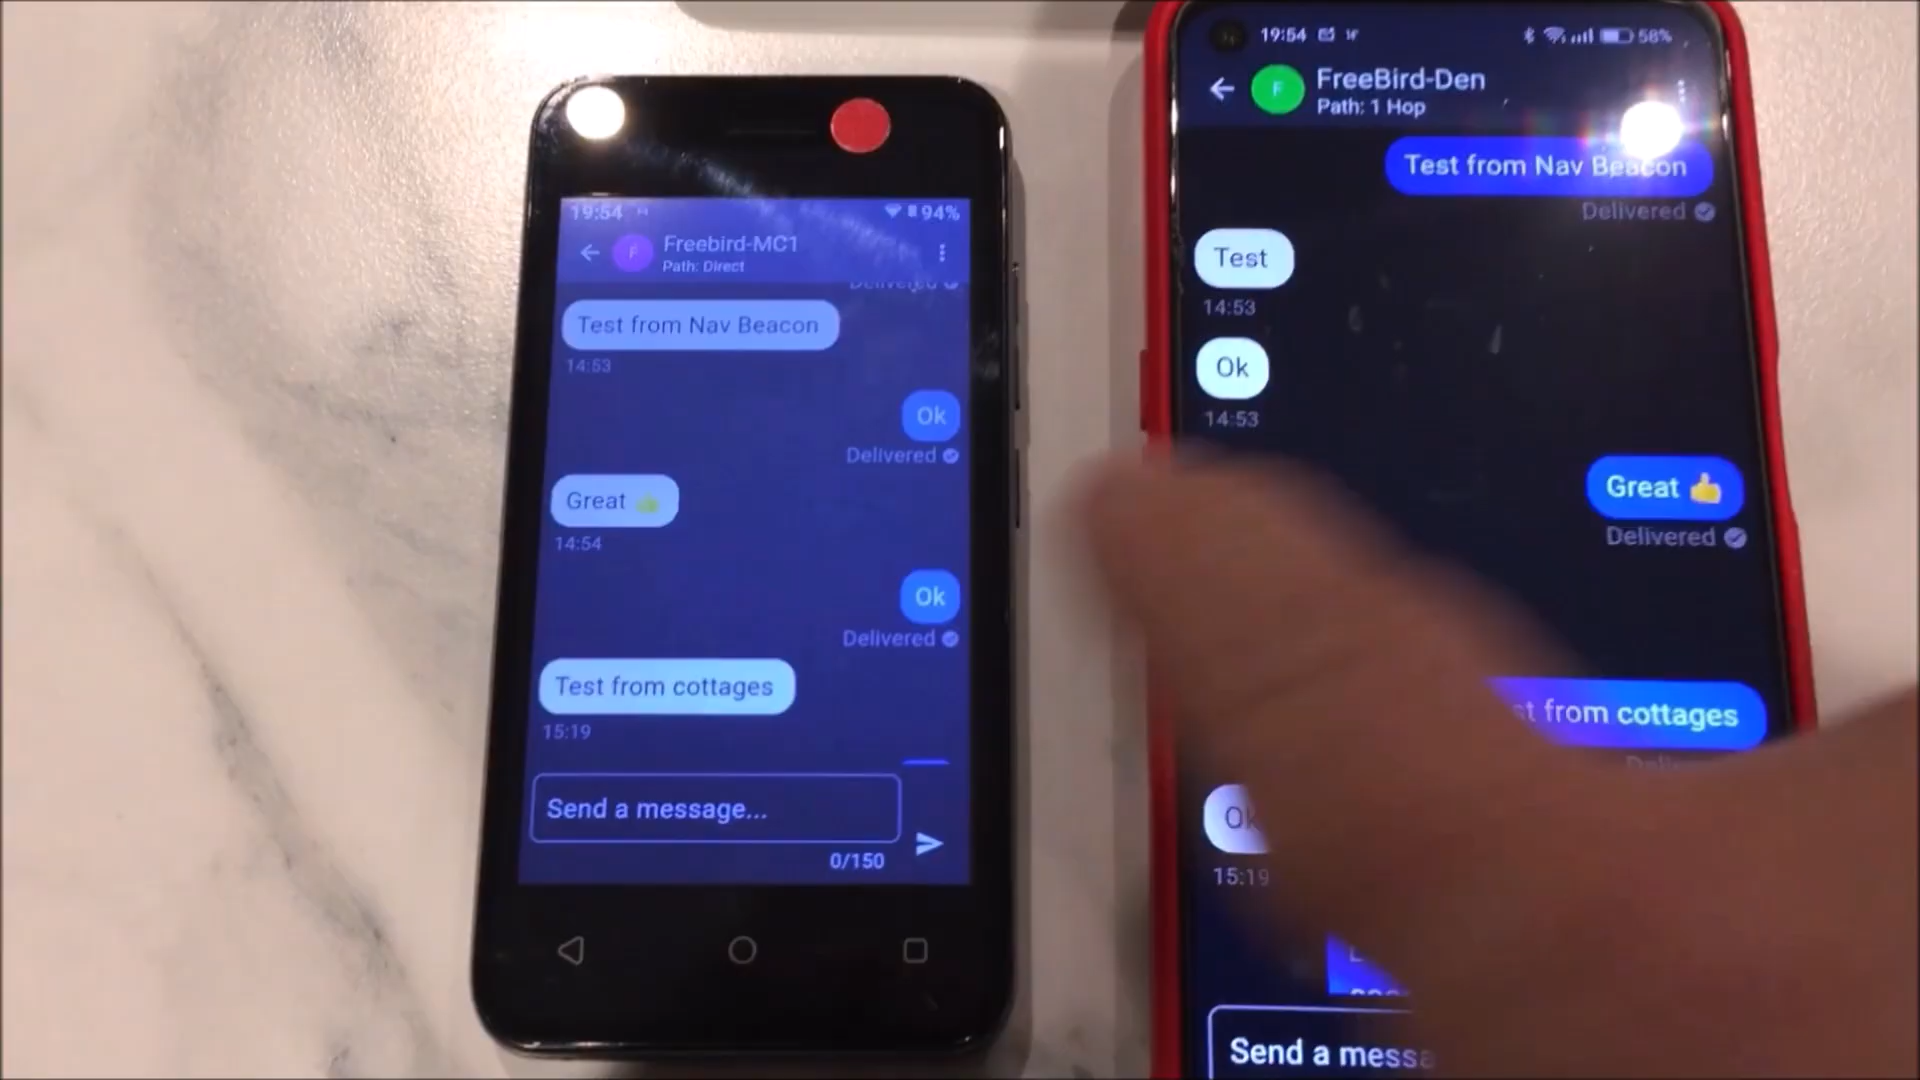 19:54
94%
F
Freebird-MC1
Path: Direct
Delivered
Test from Nav Beacon
14:53
Ok
Delivered
Great 👍
14:54
Ok
Delivered
Test from cottages
15:19
Send a message...
0/150
19:54
58%
F
FreeBird-Den
Path: 1 Hop
Test from Nav Beacon
Delivered
Test
14:53
Ok
14:53
Great 👍
Delivered
from cottages
Ok
15:19
Send a